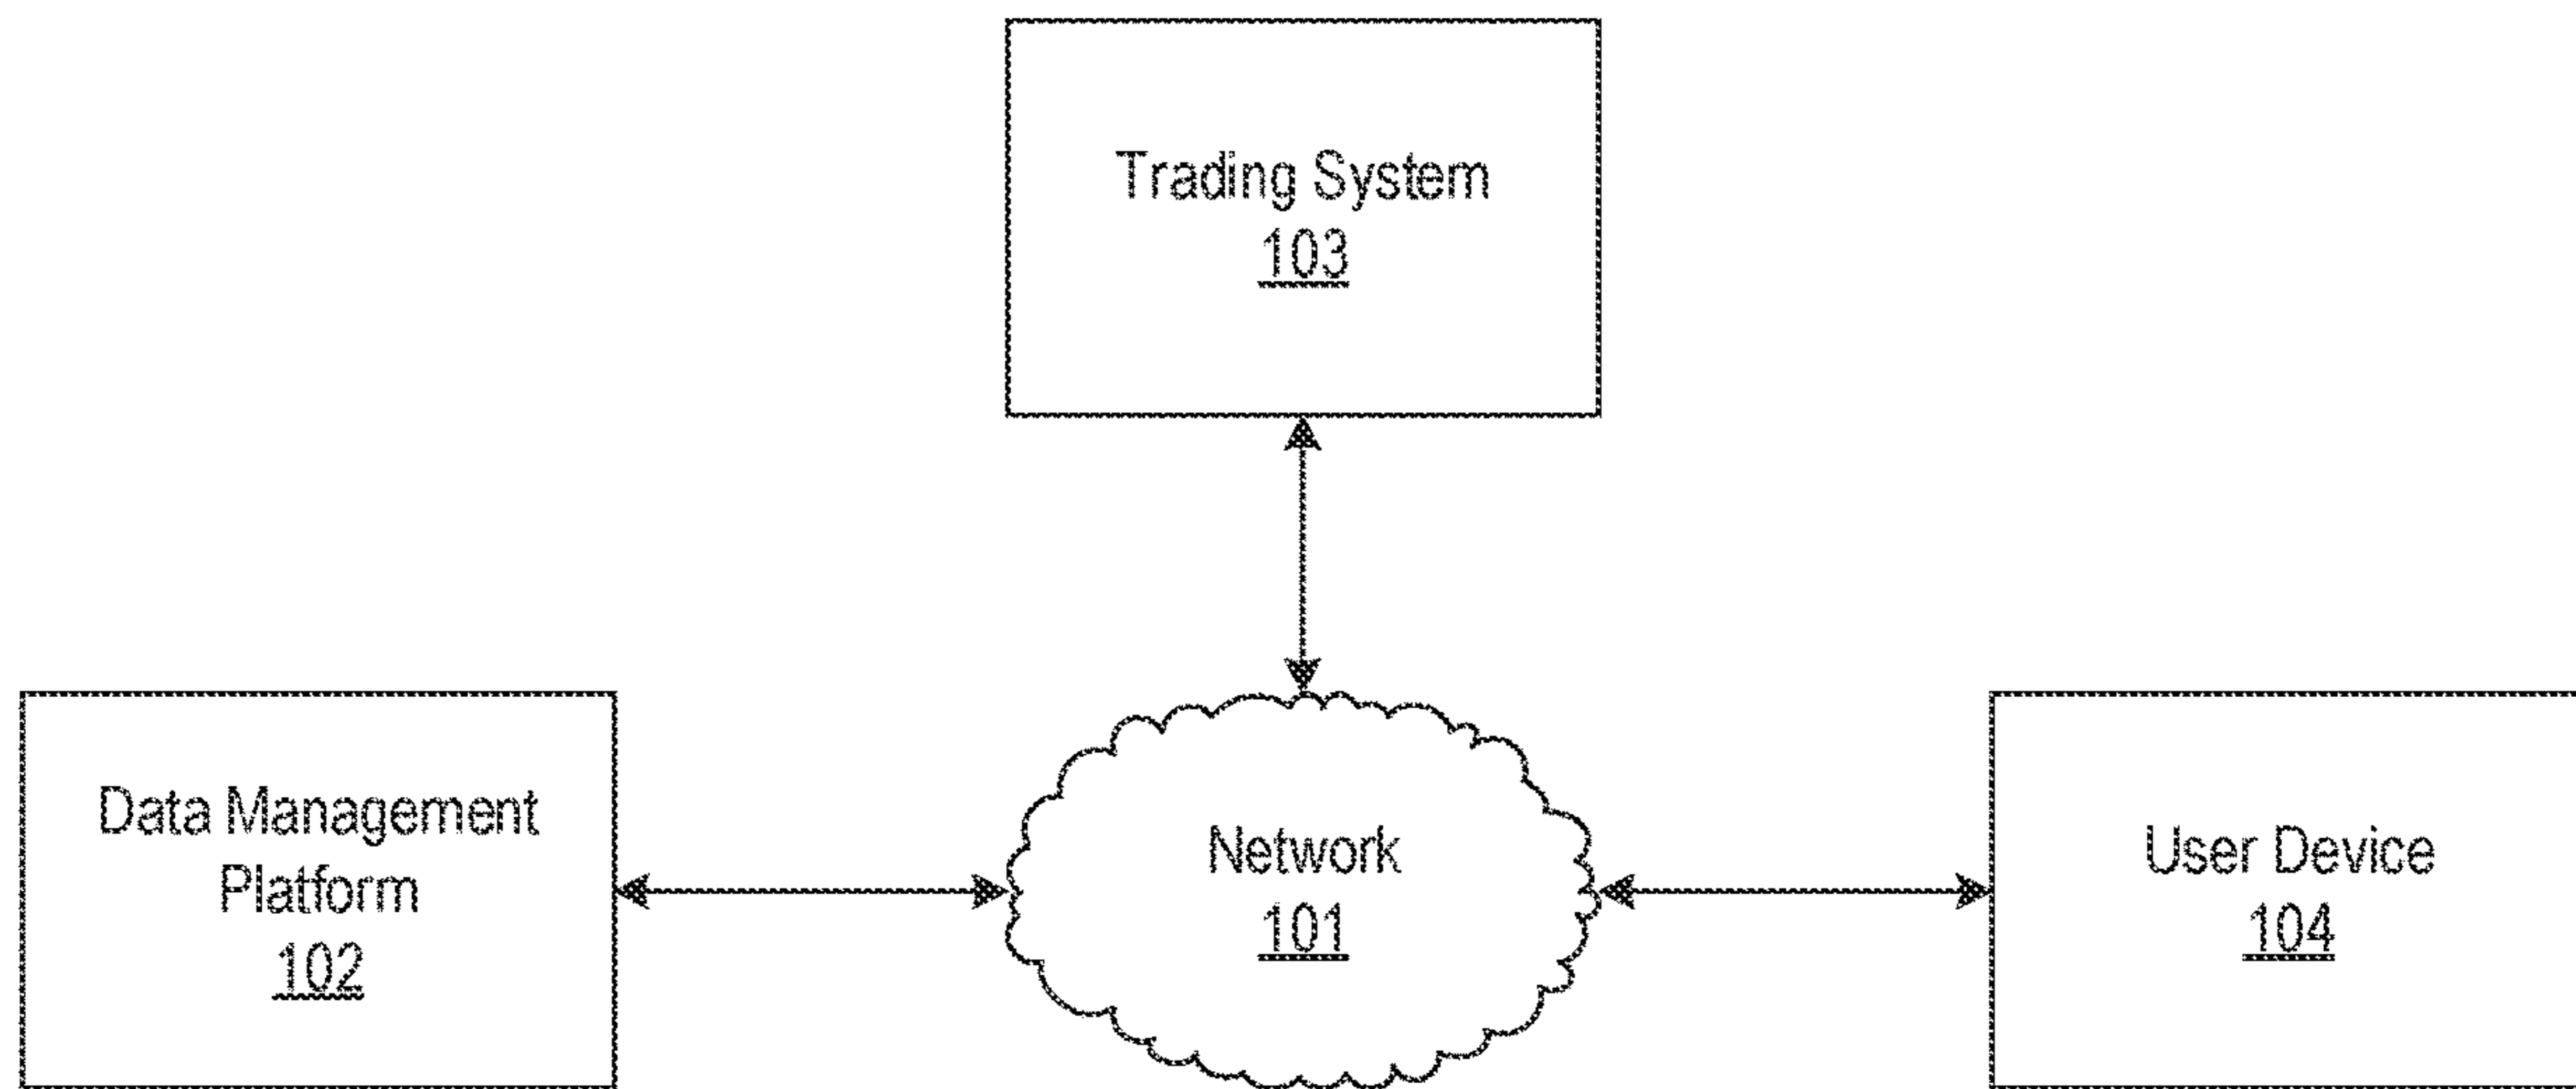 Trading System
103
Data Management
Platform
102
Network
101
User Device
104